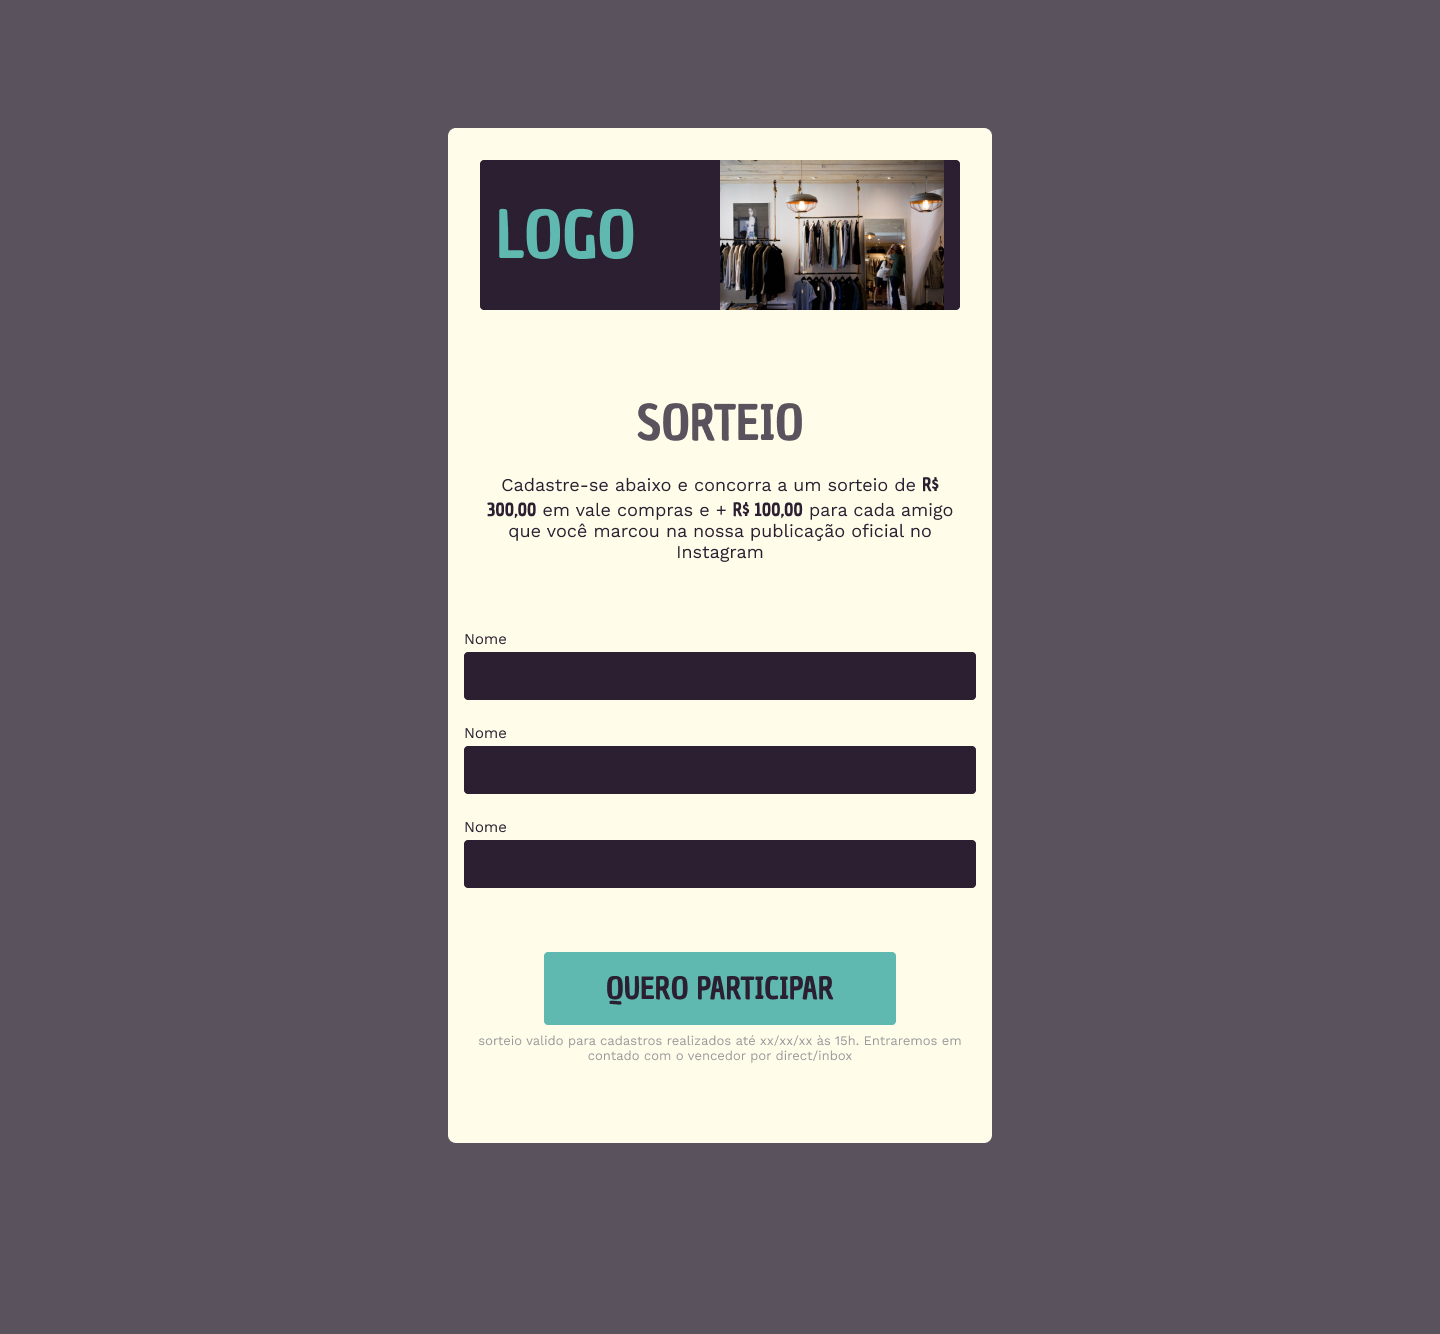 LOGO
SORTEIO
Cadastre-se abaixo e concorra a um sorteio de R$
300,00 em vale compras e + R$ 100,00 para cada amigo
que você marcou na nossa publicação oficial no
Instagram
Nome
Nome
Nome
QUERO PARTICIPAR
sorteio valido para cadastros realizados até xx/xx/xx às 15h. Entraremos em
contado com o vencedor por direct/inbox